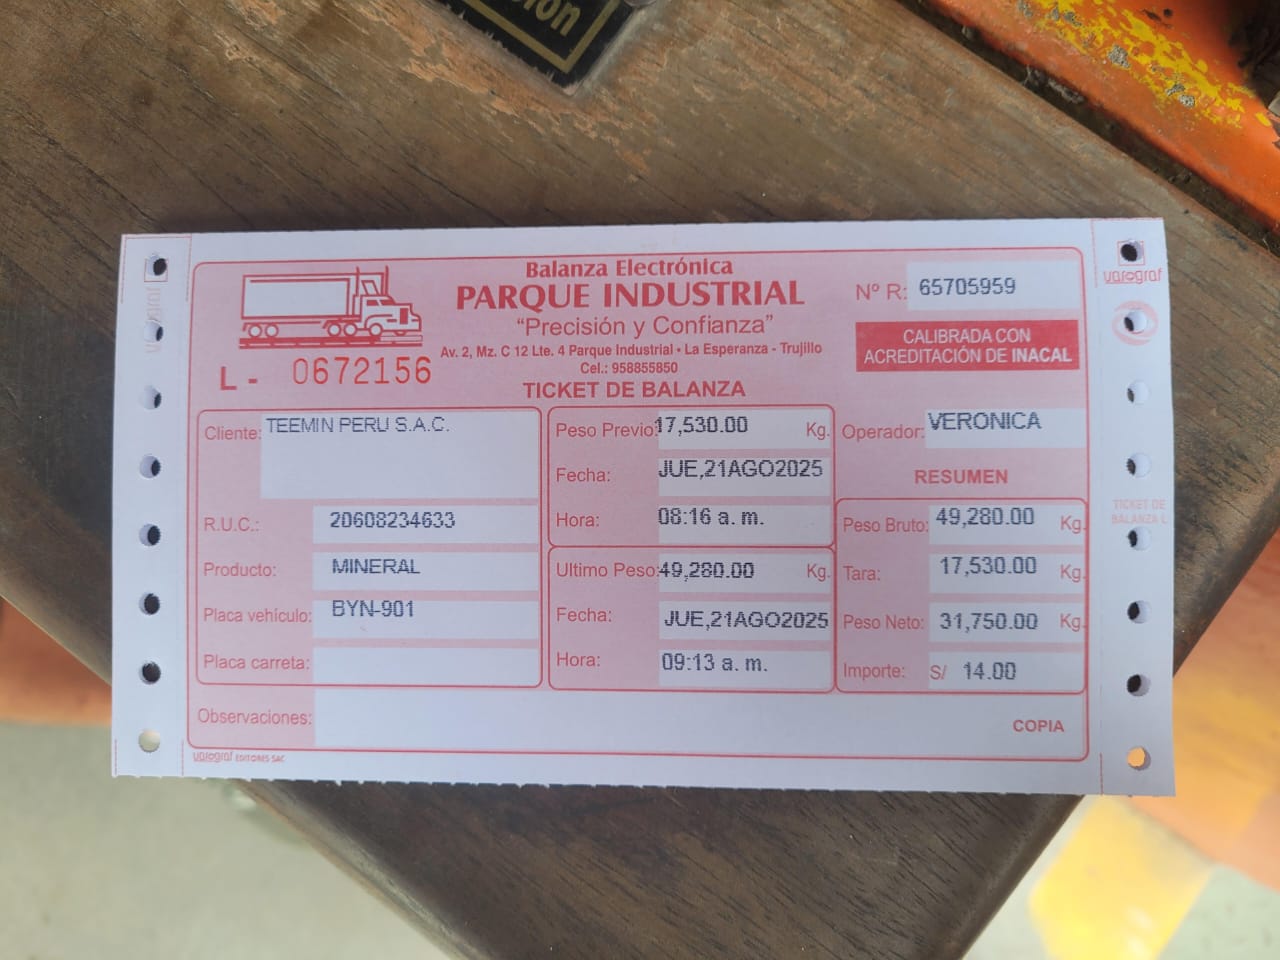 ión
Balanza Electrónica
PARQUE INDUSTRIAL
"Precisión y Confianza"
Av. 2, Mz. C 12 Lte. 4 Parque Industrial • La Esperanza - Trujillo
Cel.: 958855850
TICKET DE BALANZA
L - 0672156
Nº R: 65705959
CALIBRADA CON
ACREDITACIÓN DE INACAL
Cliente: TEEMIN PERU S.A.C.
R.U.C.: 20608234633
Producto: MINERAL
Placa vehículo: BYN-901
Placa carreta:
Peso Previo: 17,530.00 Kg.
Fecha: JUE,21AGO2025
Hora: 08:16 a. m.
Ultimo Peso: 49,280.00 Kg.
Fecha: JUE,21AGO2025
Hora: 09:13 a. m.
Operador: VERONICA
RESUMEN
Peso Bruto: 49,280.00 Kg.
Tara: 17,530.00 Kg.
Peso Neto: 31,750.00 Kg.
Importe: S/ 14.00
Observaciones:
COPIA
varograf EDITORES SAC
varograf
TICKET DE
BALANZA L
varograf